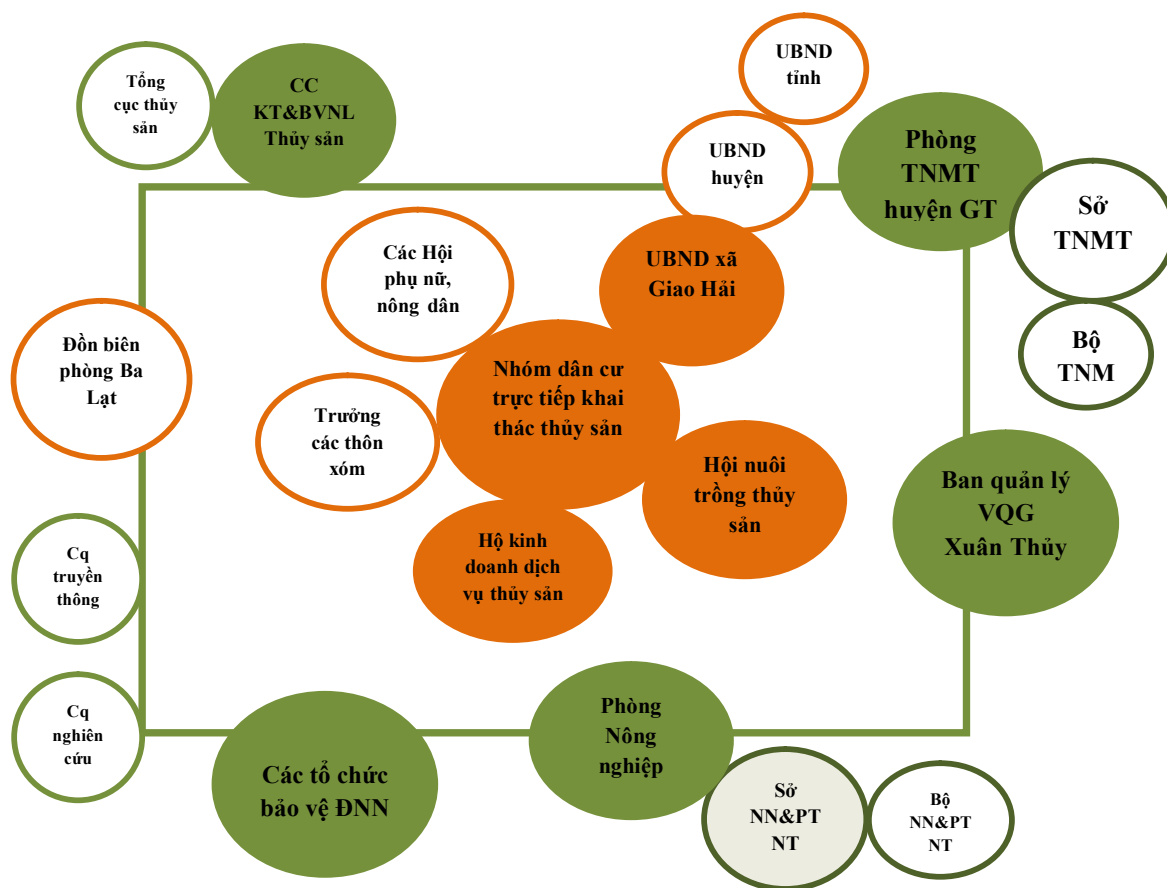 Tổng
cục thủy
sản
CC
KT&BVNL
Thủy sản
UBND
tỉnh
UBND
huyện
Phòng
TNMT
huyện GT
Sở
TNMT
Bộ
TNM
Các Hội
phụ nữ,
nông dân
UBND xã
Giao Hải
Đồn biên
phòng Ba
Lạt
Nhóm dân cư
trực tiếp khai
thác thủy sản
Trưởng
các thôn
xóm
Hội nuôi
trồng thủy
sản
Ban quản lý
VQG
Xuân Thủy
Hộ kinh
doanh dịch
vụ thủy sản
Cq
truyền
thông
Cq
nghiên
cứu
Các tổ chức
bảo vệ ĐNN
Phòng
Nông
nghiệp
Sở
NN&PT
NT
Bộ
NN&PT
NT